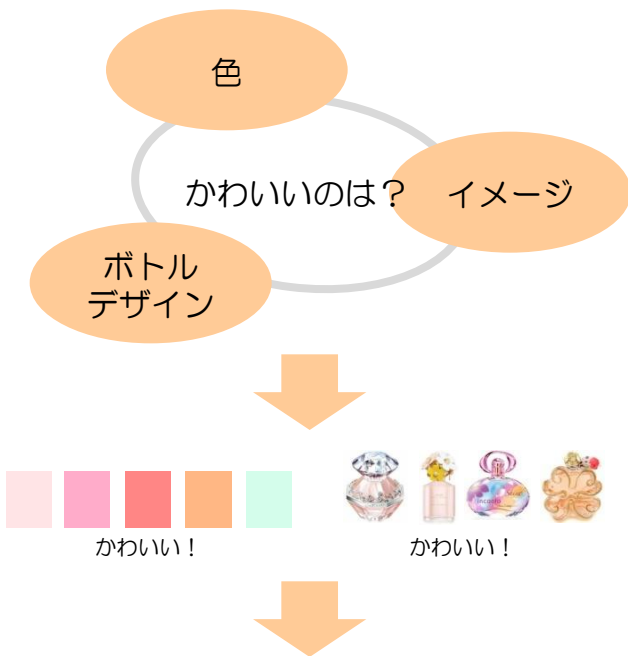 色
かわいいのは？
イメージ
ボトル
デザイン
incanto
かわいい！
かわいい！